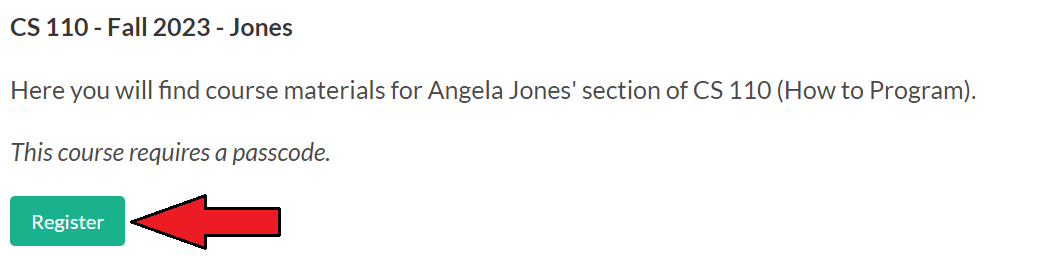 CS 110 - Fall 2023 - Jones
Here you will find course materials for Angela Jones' section of CS 110 (How to Program).
This course requires a passcode.
Register